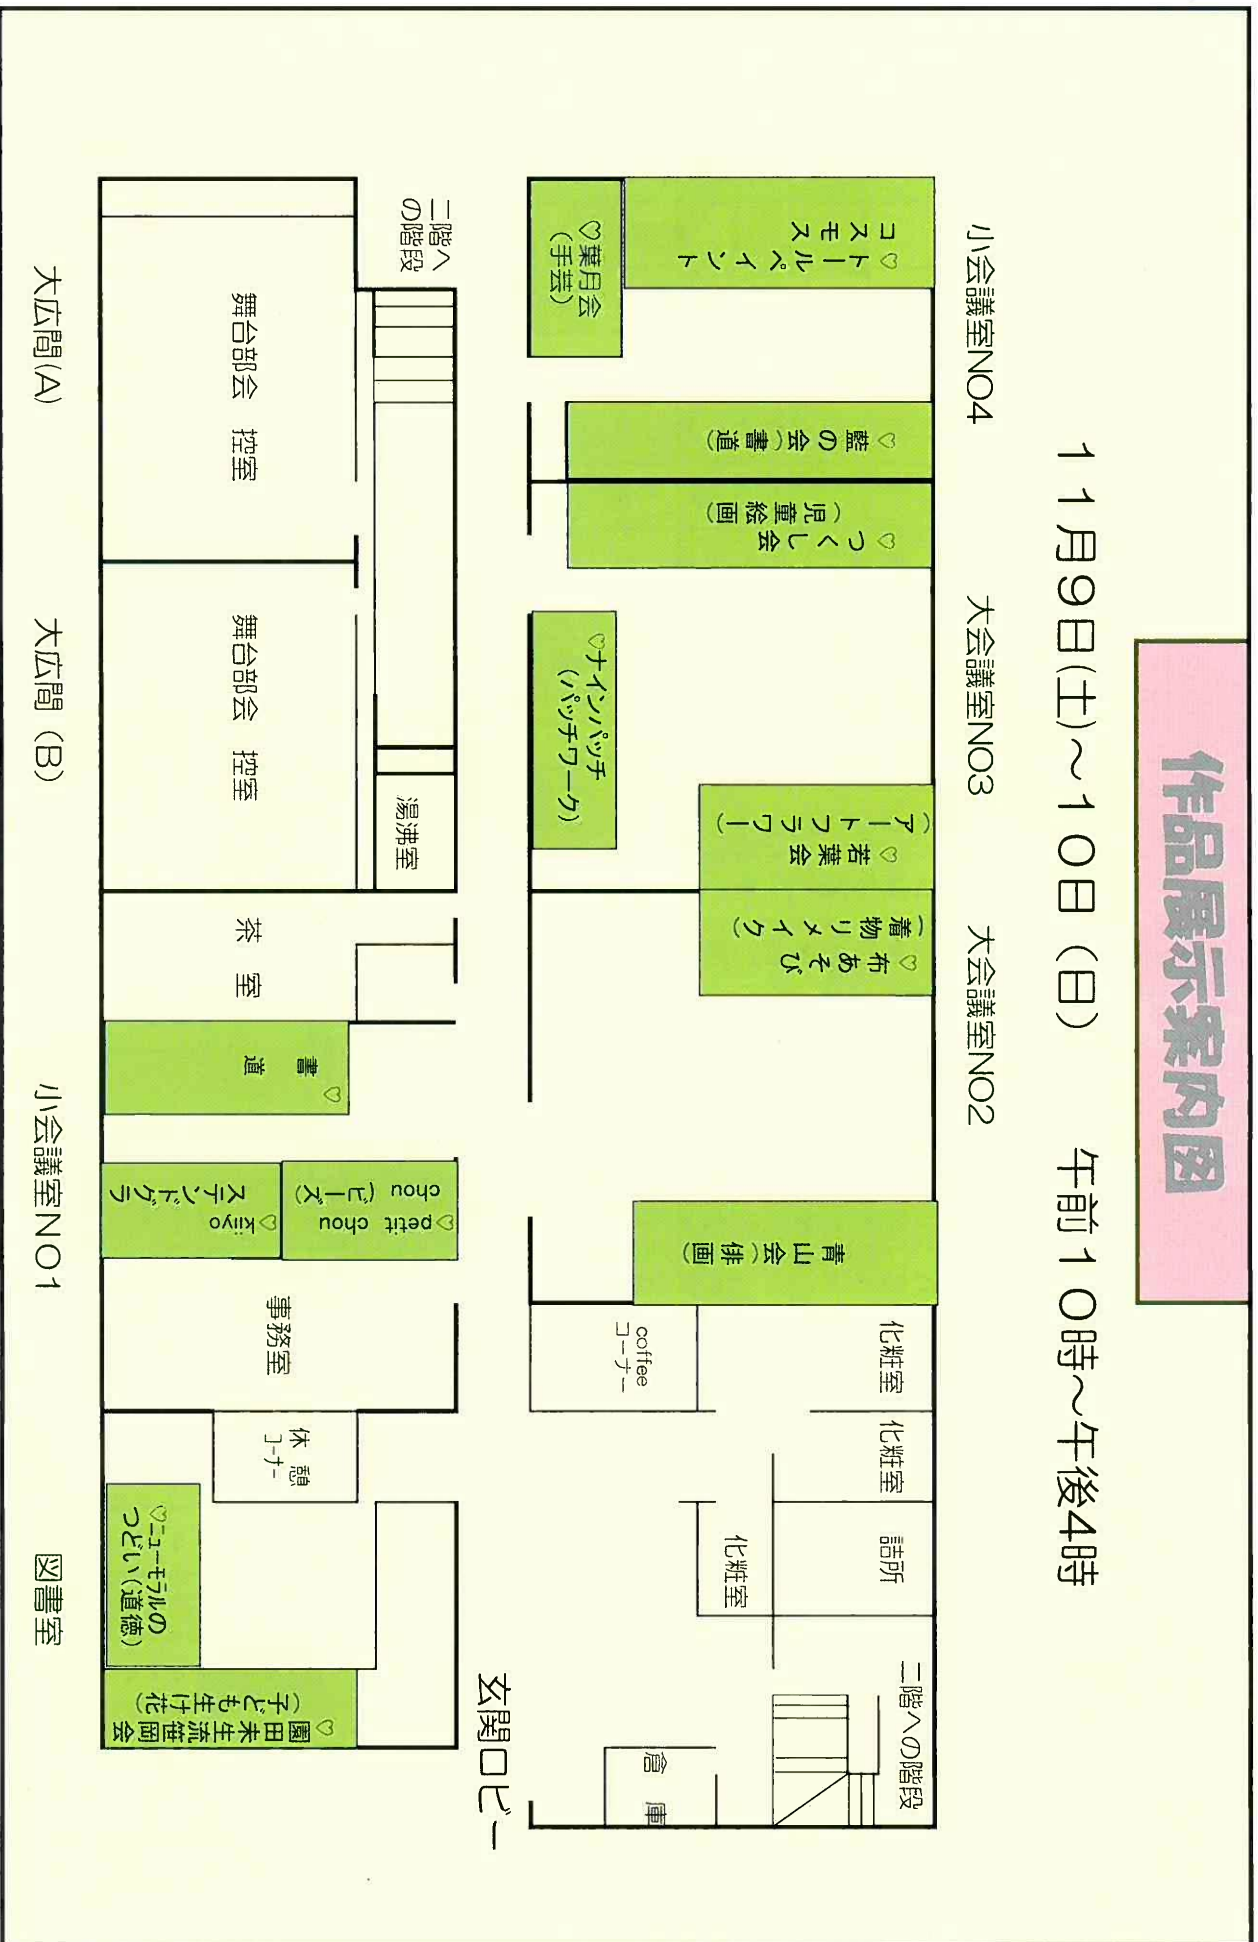 作品展示案内図
11月9日(土)～10日(日)　午前10時～午後4時
小会議室NO4
大会議室NO3
大会議室NO2
♡トールペイント
コスモス
♡葉月会
(手芸)
♡藍の会(書道)
♡つくし会
(児童絵画)
♡ナインパッチ
(パッチワーク)
♡若葉会
(アートフラワー)
♡布あそび
(着物リメイク)
青山会(俳画)
coffee
コーナー
化粧室
化粧室
化粧室
詰所
二階への階段
倉庫
玄関ロビー
二階へ
の階段
湯沸室
舞台部会　控室
舞台部会　控室
茶室
♡書道
♡petit chou
chou (ビーズ)
♡kiiyo
ステンドグラ
事務室
休憩
コーナー
♡ニューモラルの
つどい(道徳)
♡園田未生流笹岡会
(子ども生け花)
大広間(A)
大広間(B)
小会議室NO1
図書室